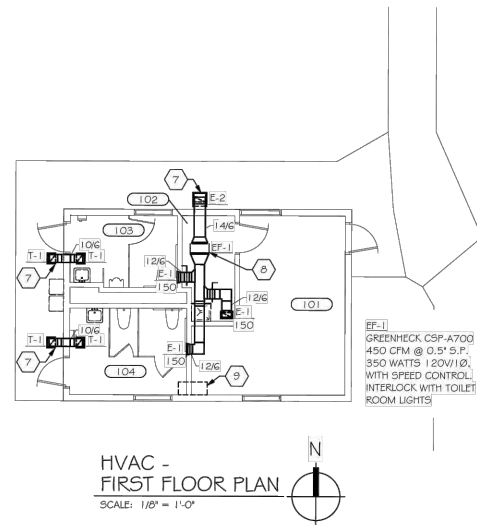 7
102
E-2
14/6
103
10/6
T-1
T-1
12/6
EF-1
E-1
8
7
150
12/6
101
E-1
150
10/6
T-1
T-1
7
E-1
150
12/6
104
9
EF-1
GREENHECK CSP-A700
450 CFM @ 0.5" S.P.
350 WATTS 120V/1Ø,
WITH SPEED CONTROL.
INTERLOCK WITH TOILET
ROOM LIGHTS
HVAC -
FIRST FLOOR PLAN
SCALE: 1/8" = 1'-0"
N